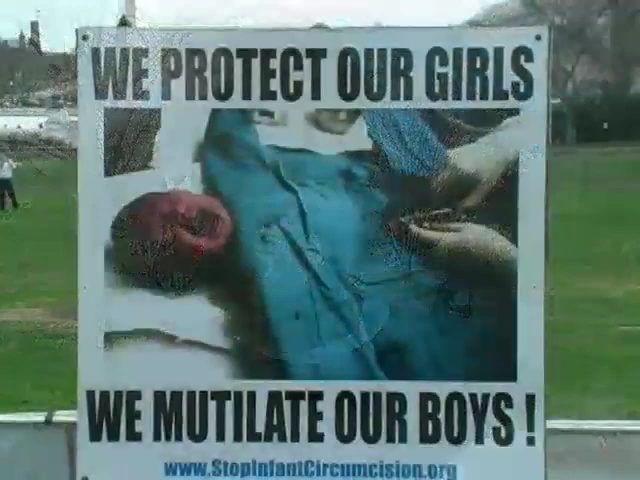 WE PROTECT OUR GIRLS
WE MUTILATE OUR BOYS !
www.StopInfantCircumcision.org